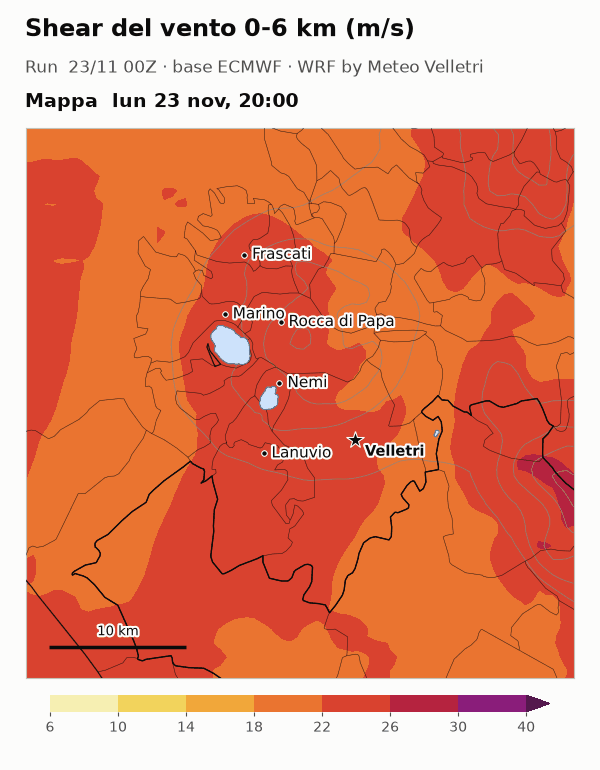 Shear del vento 0-6 km (m/s)
Run  23/11 00Z · base ECMWF · WRF by Meteo Velletri
Mappa  lun 23 nov, 20:00
Frascati
Marino
Rocca di Papa
Nemi
Velletri
Lanuvio
10 km
6 10 14 18 22 26 30 40